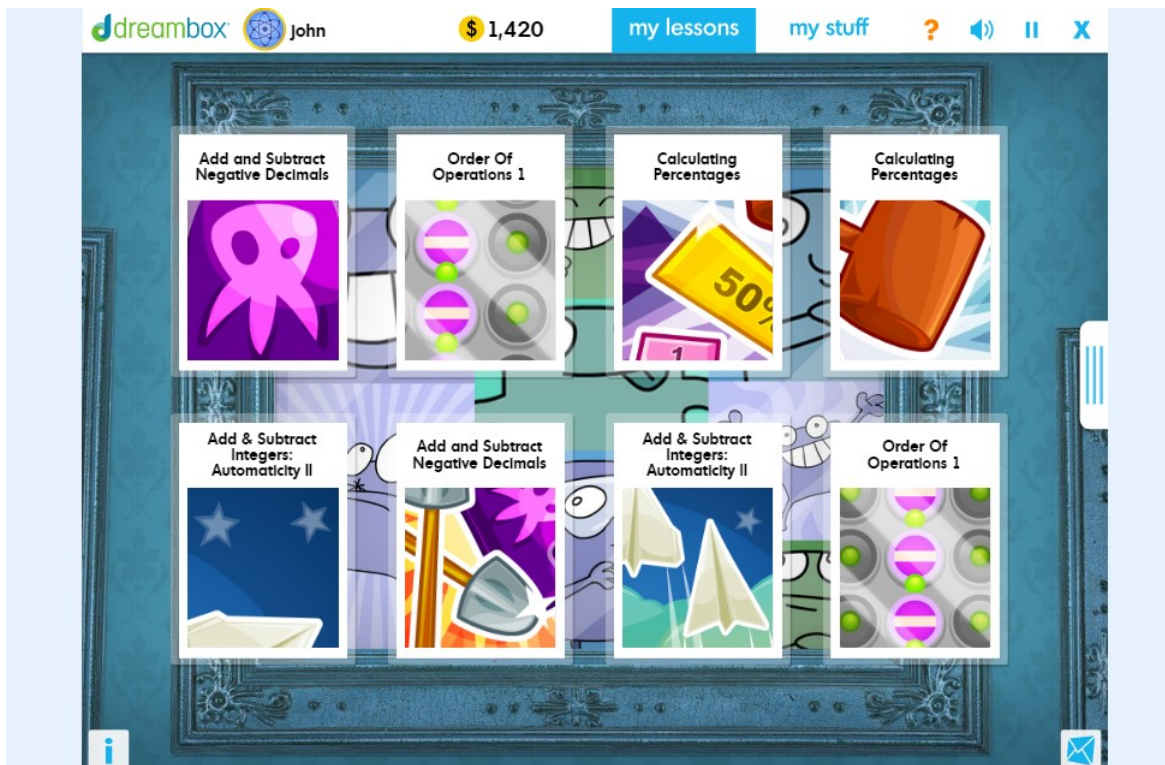 dreambox john $ 1,420 my lessons my stuff ? X
Add and Subtract
Negative Decimals
Order Of
Operations 1
Calculating
Percentages
50%
1
Calculating
Percentages
Add & Subtract
Integers:
Automaticity II
Add and Subtract
Negative Decimals
Add & Subtract
Integers:
Automaticity II
Order Of
Operations 1
i